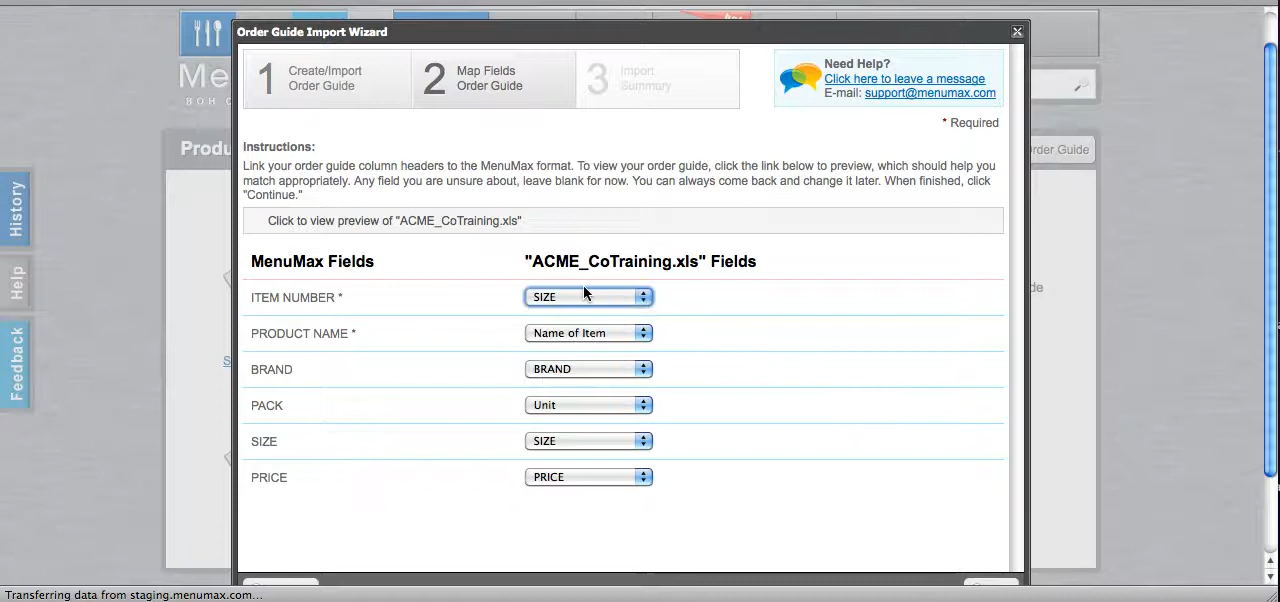 Order Guide Import Wizard
1 Create/Import
Order Guide
2 Map Fields
Order Guide
3 Import
Summary
Need Help?
Click here to leave a message
E-mail: support@menumax.com
* Required
Me
BOH
Produ
rder Guide
Instructions:
Link your order guide column headers to the MenuMax format. To view your order guide, click the link below to preview, which should help you
match appropriately. Any field you are unsure about, leave blank for now. You can always come back and change it later. When finished, click
"Continue."
Click to view preview of "ACME_CoTraining.xls"
MenuMax Fields "ACME_CoTraining.xls" Fields
ITEM NUMBER * SIZE
PRODUCT NAME * Name of Item
BRAND BRAND
PACK Unit
SIZE SIZE
PRICE PRICE
History
Help
Feedback
S
de
Transferring data from staging.menumax.com...